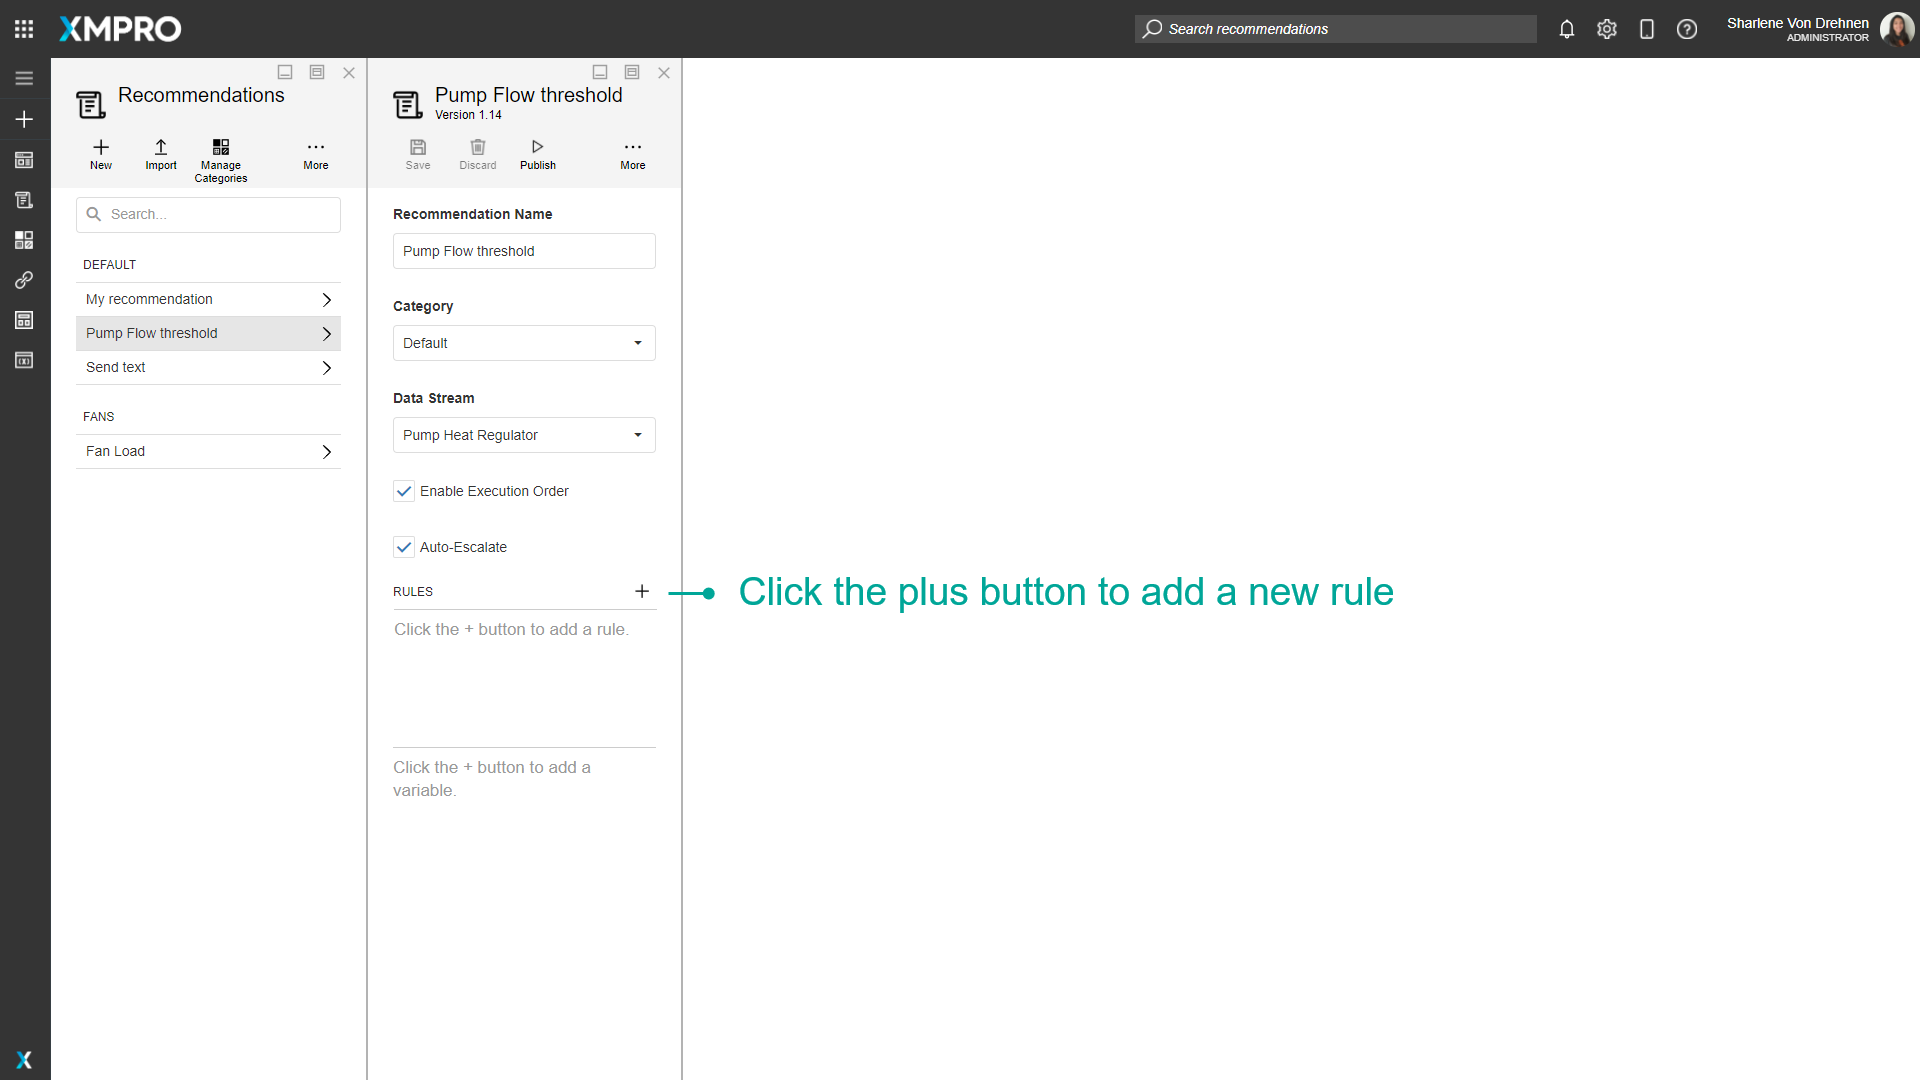 XMPRO
Search recommendations
Sharlene Von Drehnen
ADMINISTRATOR
Recommendations
New
Import
Manage
Categories
More
Search...
DEFAULT
My recommendation
Pump Flow threshold
Send text
FANS
Fan Load
Pump Flow threshold
Version 1.14
Save
Discard
Publish
More
Recommendation Name
Pump Flow threshold
Category
Default
Data Stream
Pump Heat Regulator
Enable Execution Order
Auto-Escalate
RULES
Click the + button to add a rule.
Click the + button to add a
variable.
Click the plus button to add a new rule